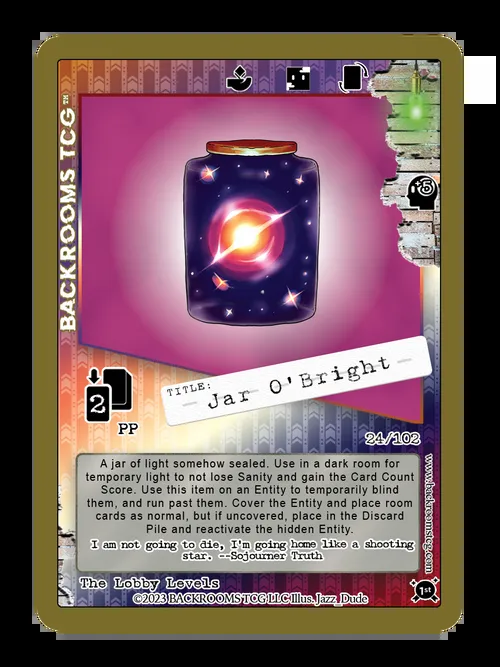 BACKROOMS TCG™
+5
TITLE:
Jar O'Bright
2
PP
24/102
A jar of light somehow sealed. Use in a dark room for
temporary light to not lose Sanity and gain the Card Count
Score. Use this item on an Entity to temporarily blind
them, and run past them. Cover the Entity and place room
cards as normal, but if uncovered, place in the Discard
Pile and reactivate the hidden Entity.
I am not going to die, I'm going home like a shooting
star. --Sojourner Truth
www.backroomstcg.com
The Lobby Levels
©2023 BACKROOMS TCG LLC Illus. Jazz_Dude
1st